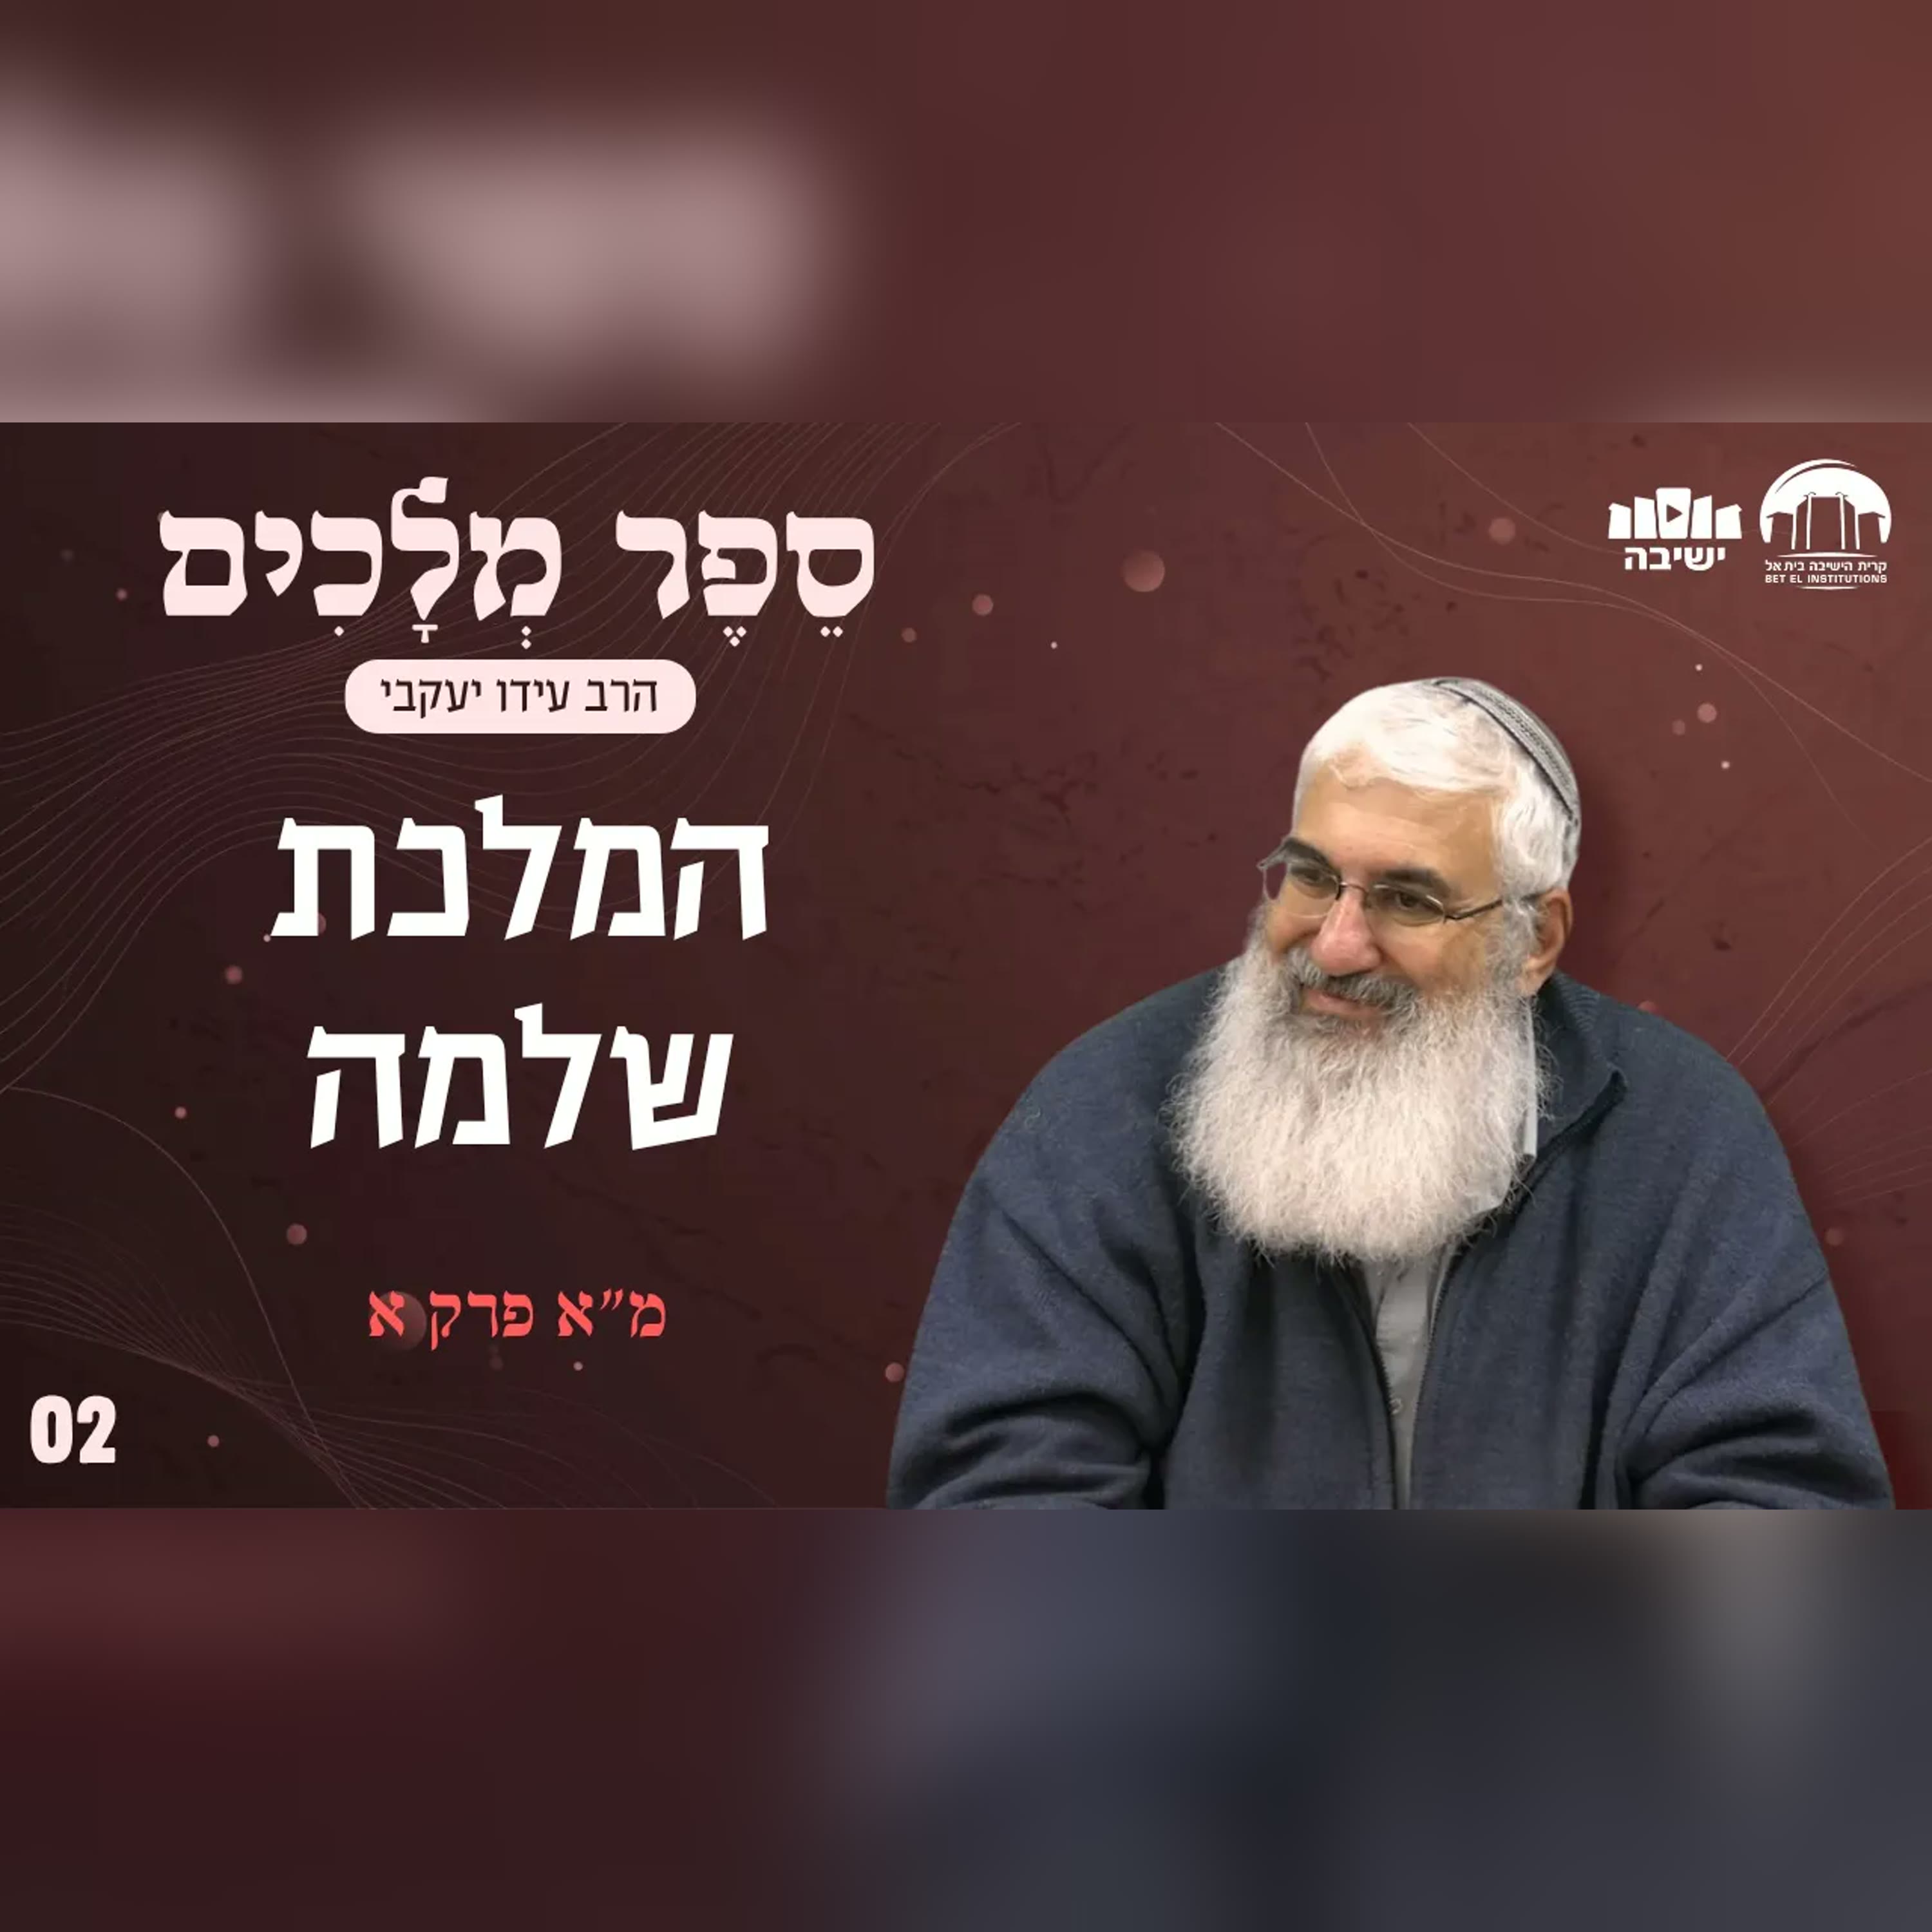 סֵפֶר מְלָכִים
הרב עידו יעקבי
המלכת
שלמה
מ״א פרק א
02
ישיבה
קרית הישיבה בית אל
BET EL INSTITUTIONS